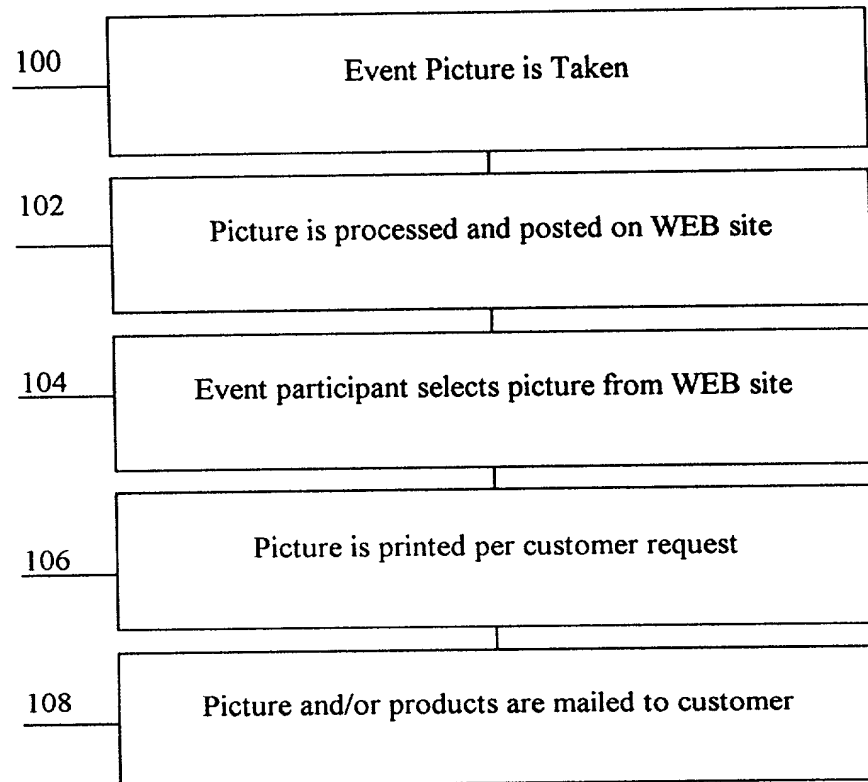 100
Event Picture is Taken
102
Picture is processed and posted on WEB site
104
Event participant selects picture from WEB site
106
Picture is printed per customer request
108
Picture and/or products are mailed to customer